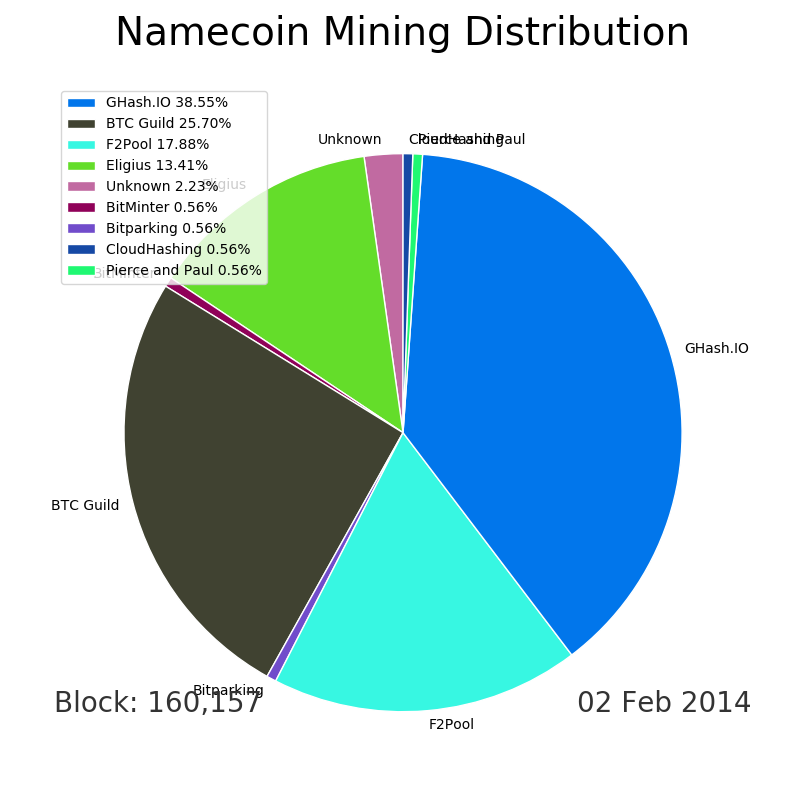 Namecoin Mining Distribution
GHash.IO 38.55%
BTC Guild 25.70%
F2Pool 17.88%
Eligius 13.41%
Unknown 2.23%
BitMinter 0.56%
Bitparking 0.56%
CloudHashing 0.56%
Pierce and Paul 0.56%
Unknown
CloudHashing
Pierce and Paul
Eligius
BitMinter
GHash.IO
BTC Guild
Bitparking
F2Pool
Block: 160,157
02 Feb 2014